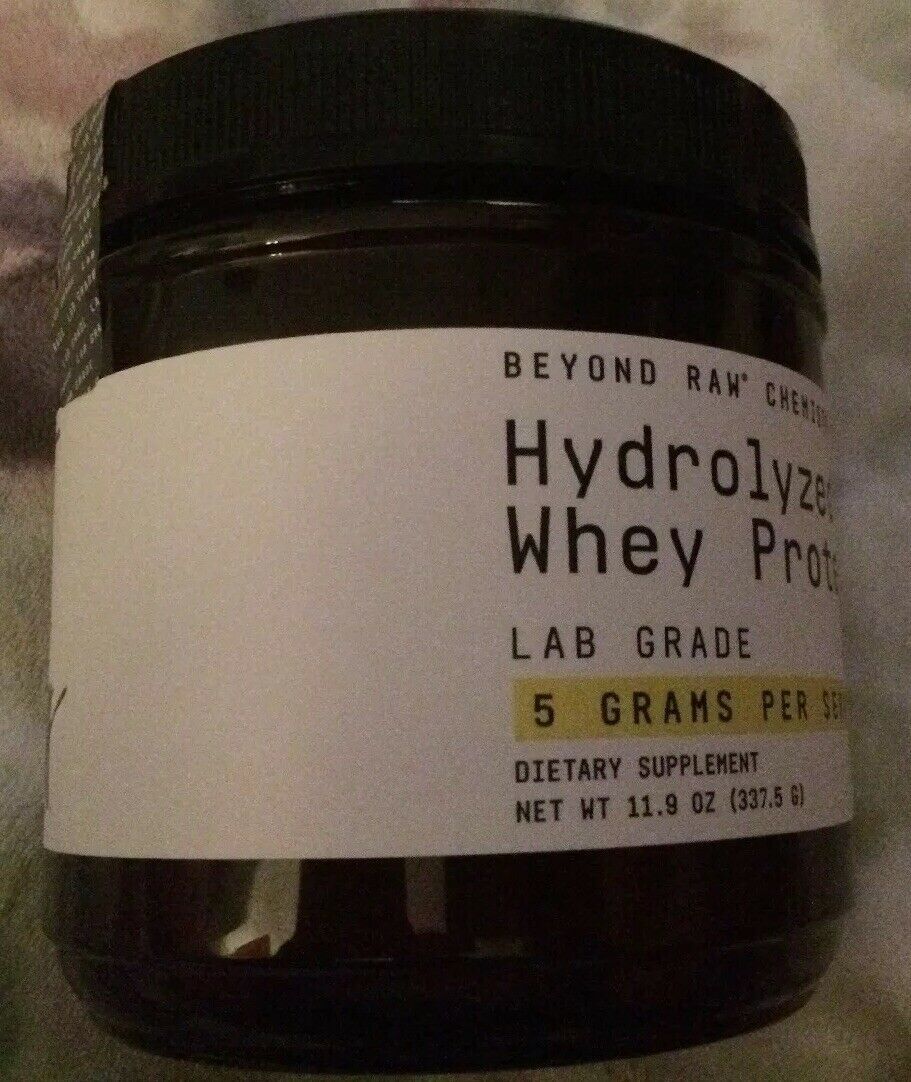 BEYOND RAW®
Hydrolyze
Whey Prot
LAB GRADE
5 GRAMS PER SE
DIETARY SUPPLEMENT
NET WT 11.9 OZ (337.5 G)